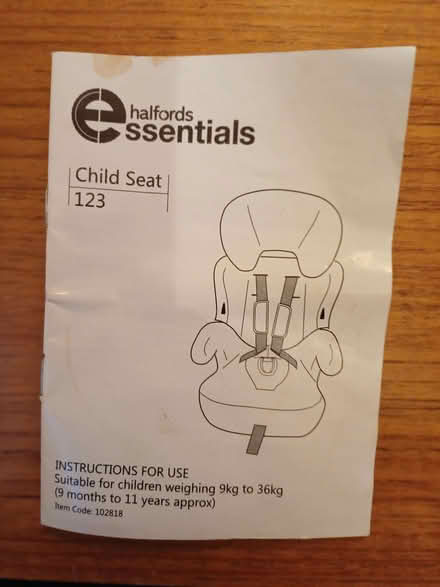 halfords
essentials
Child Seat
123
INSTRUCTIONS FOR USE
Suitable for children weighing 9kg to 36kg
(9 months to 11 years approx)
Item Code: 102818